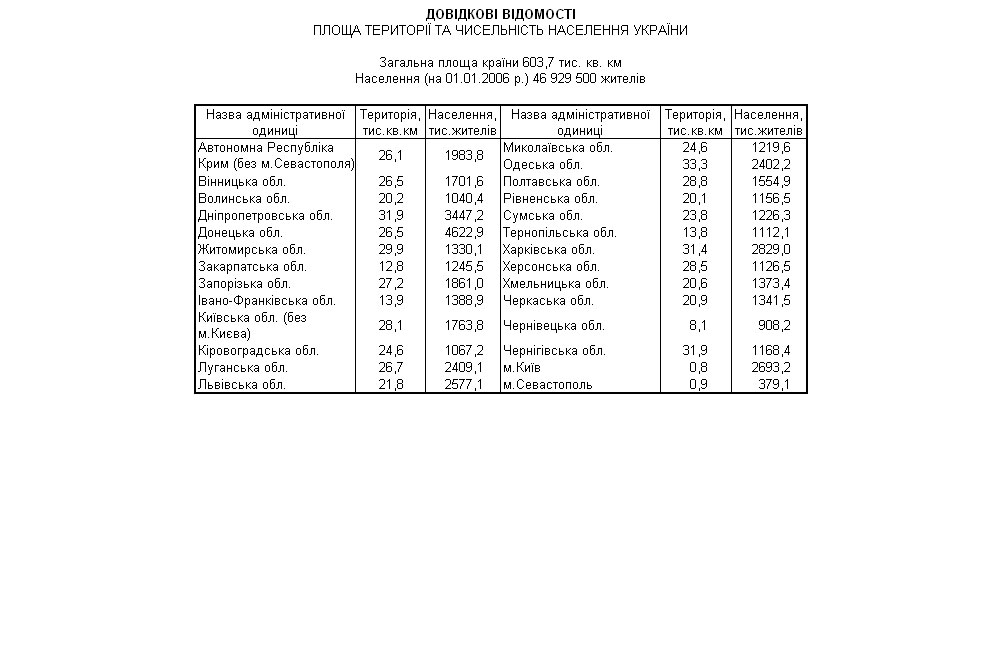 ДОВІДКОВІ ВІДОМОСТІ
ПЛОЩА ТЕРИТОРІЇ ТА ЧИСЕЛЬНІСТЬ НАСЕЛЕННЯ УКРАЇНИ
Загальна площа країни 603,7 тис. кв. км
Населення (на 01.01.2006 р.) 46 929 500 жителів
Назва адміністративної одиниці Територія, тис.кв.км Населення, тис.жителів Назва адміністративної одиниці Територія, тис.кв.км Населення, тис.жителів
Автономна Республіка Миколаївська обл. 24,6 1219,6
Крим (без м.Севастополя) 26,1 1983,8 Одеська обл. 33,3 2402,2
Вінницька обл. 26,5 1701,6 Полтавська обл. 28,8 1554,9
Волинська обл. 20,2 1040,4 Рівненська обл. 20,1 1156,5
Дніпропетровська обл. 31,9 3447,2 Сумська обл. 23,8 1226,3
Донецька обл. 26,5 4622,9 Тернопільська обл. 13,8 1112,1
Житомирська обл. 29,9 1330,1 Харківська обл. 31,4 2829,0
Закарпатська обл. 12,8 1245,5 Херсонська обл. 28,5 1126,5
Запорізька обл. 27,2 1861,0 Хмельницька обл. 20,6 1373,4
Івано-Франківська обл. 13,9 1388,9 Черкаська обл. 20,9 1341,5
Київська обл. (без
м.Києва) 28,1 1763,8 Чернівецька обл. 8,1 908,2
Кіровоградська обл. 24,6 1067,2 Чернігівська обл. 31,9 1168,4
Луганська обл. 26,7 2409,1 м.Київ 0,8 2693,2
Львівська обл. 21,8 2577,1 м.Севастополь 0,9 379,1